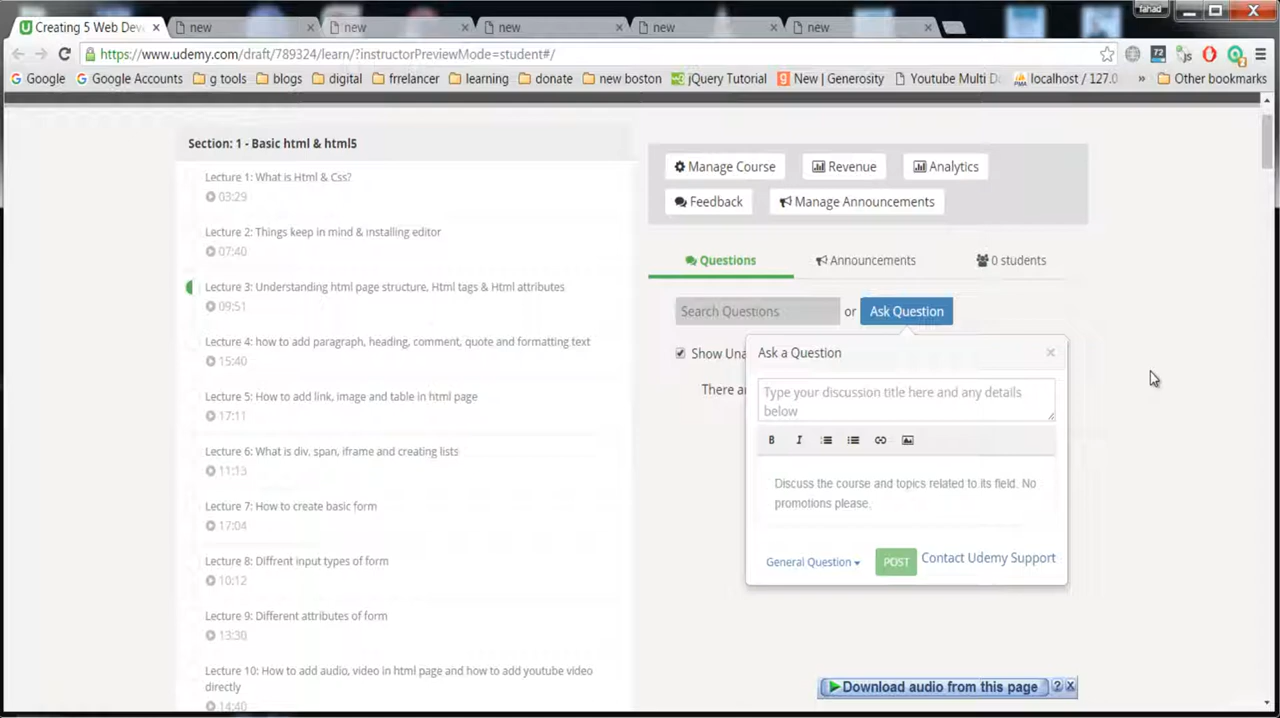 fahad
Creating 5 Web Dev
new
new
new
new
new
https://www.udemy.com/draft/789324/learn/?instructorPreviewMode=student#/
72
js
2
Google
Google Accounts
g tools
blogs
digital
frrelancer
learning
donate
new boston
jQuery Tutorial
New | Generosity
Youtube Multi D
localhost / 127.0
»
Other bookmarks
Section: 1 - Basic html & html5
Lecture 1: What is Html & Css?
03:29
Lecture 2: Things keep in mind & installing editor
07:40
Lecture 3: Understanding html page structure, Html tags & Html attributes
09:51
Lecture 4: how to add paragraph, heading, comment, quote and formatting text
15:40
Lecture 5: How to add link, image and table in html page
17:11
Lecture 6: What is div, span, iframe and creating lists
11:13
Lecture 7: How to create basic form
17:04
Lecture 8: Diffrent input types of form
10:12
Lecture 9: Different attributes of form
13:30
Lecture 10: How to add audio, video in html page and how to add youtube video
directly
14:40
Manage Course
Revenue
Analytics
Feedback
Manage Announcements
Questions
Announcements
0 students
Search Questions
or
Ask Question
Show Una
There a
Ask a Question
Type your discussion title here and any details
below
B
I
Discuss the course and topics related to its field. No
promotions please.
General Question
POST
Contact Udemy Support
Download audio from this page
?
X